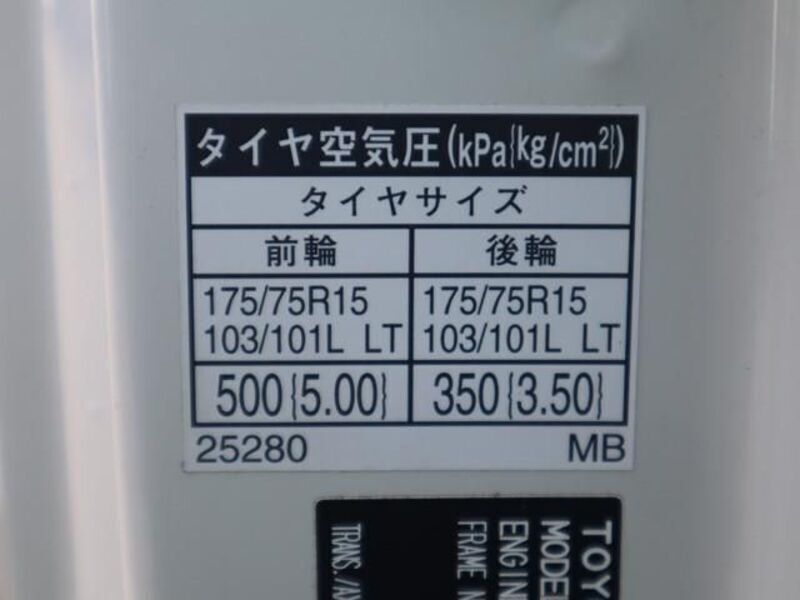 タイヤ空気圧(kPa{kg/cm²})
タイヤサイズ
前輪 後輪
175/75R15 175/75R15
103/101L LT 103/101L LT
500{5.00} 350{3.50}
25280 MB
TOY
MODE
ENGIN
FRAME N
TRANS./AX